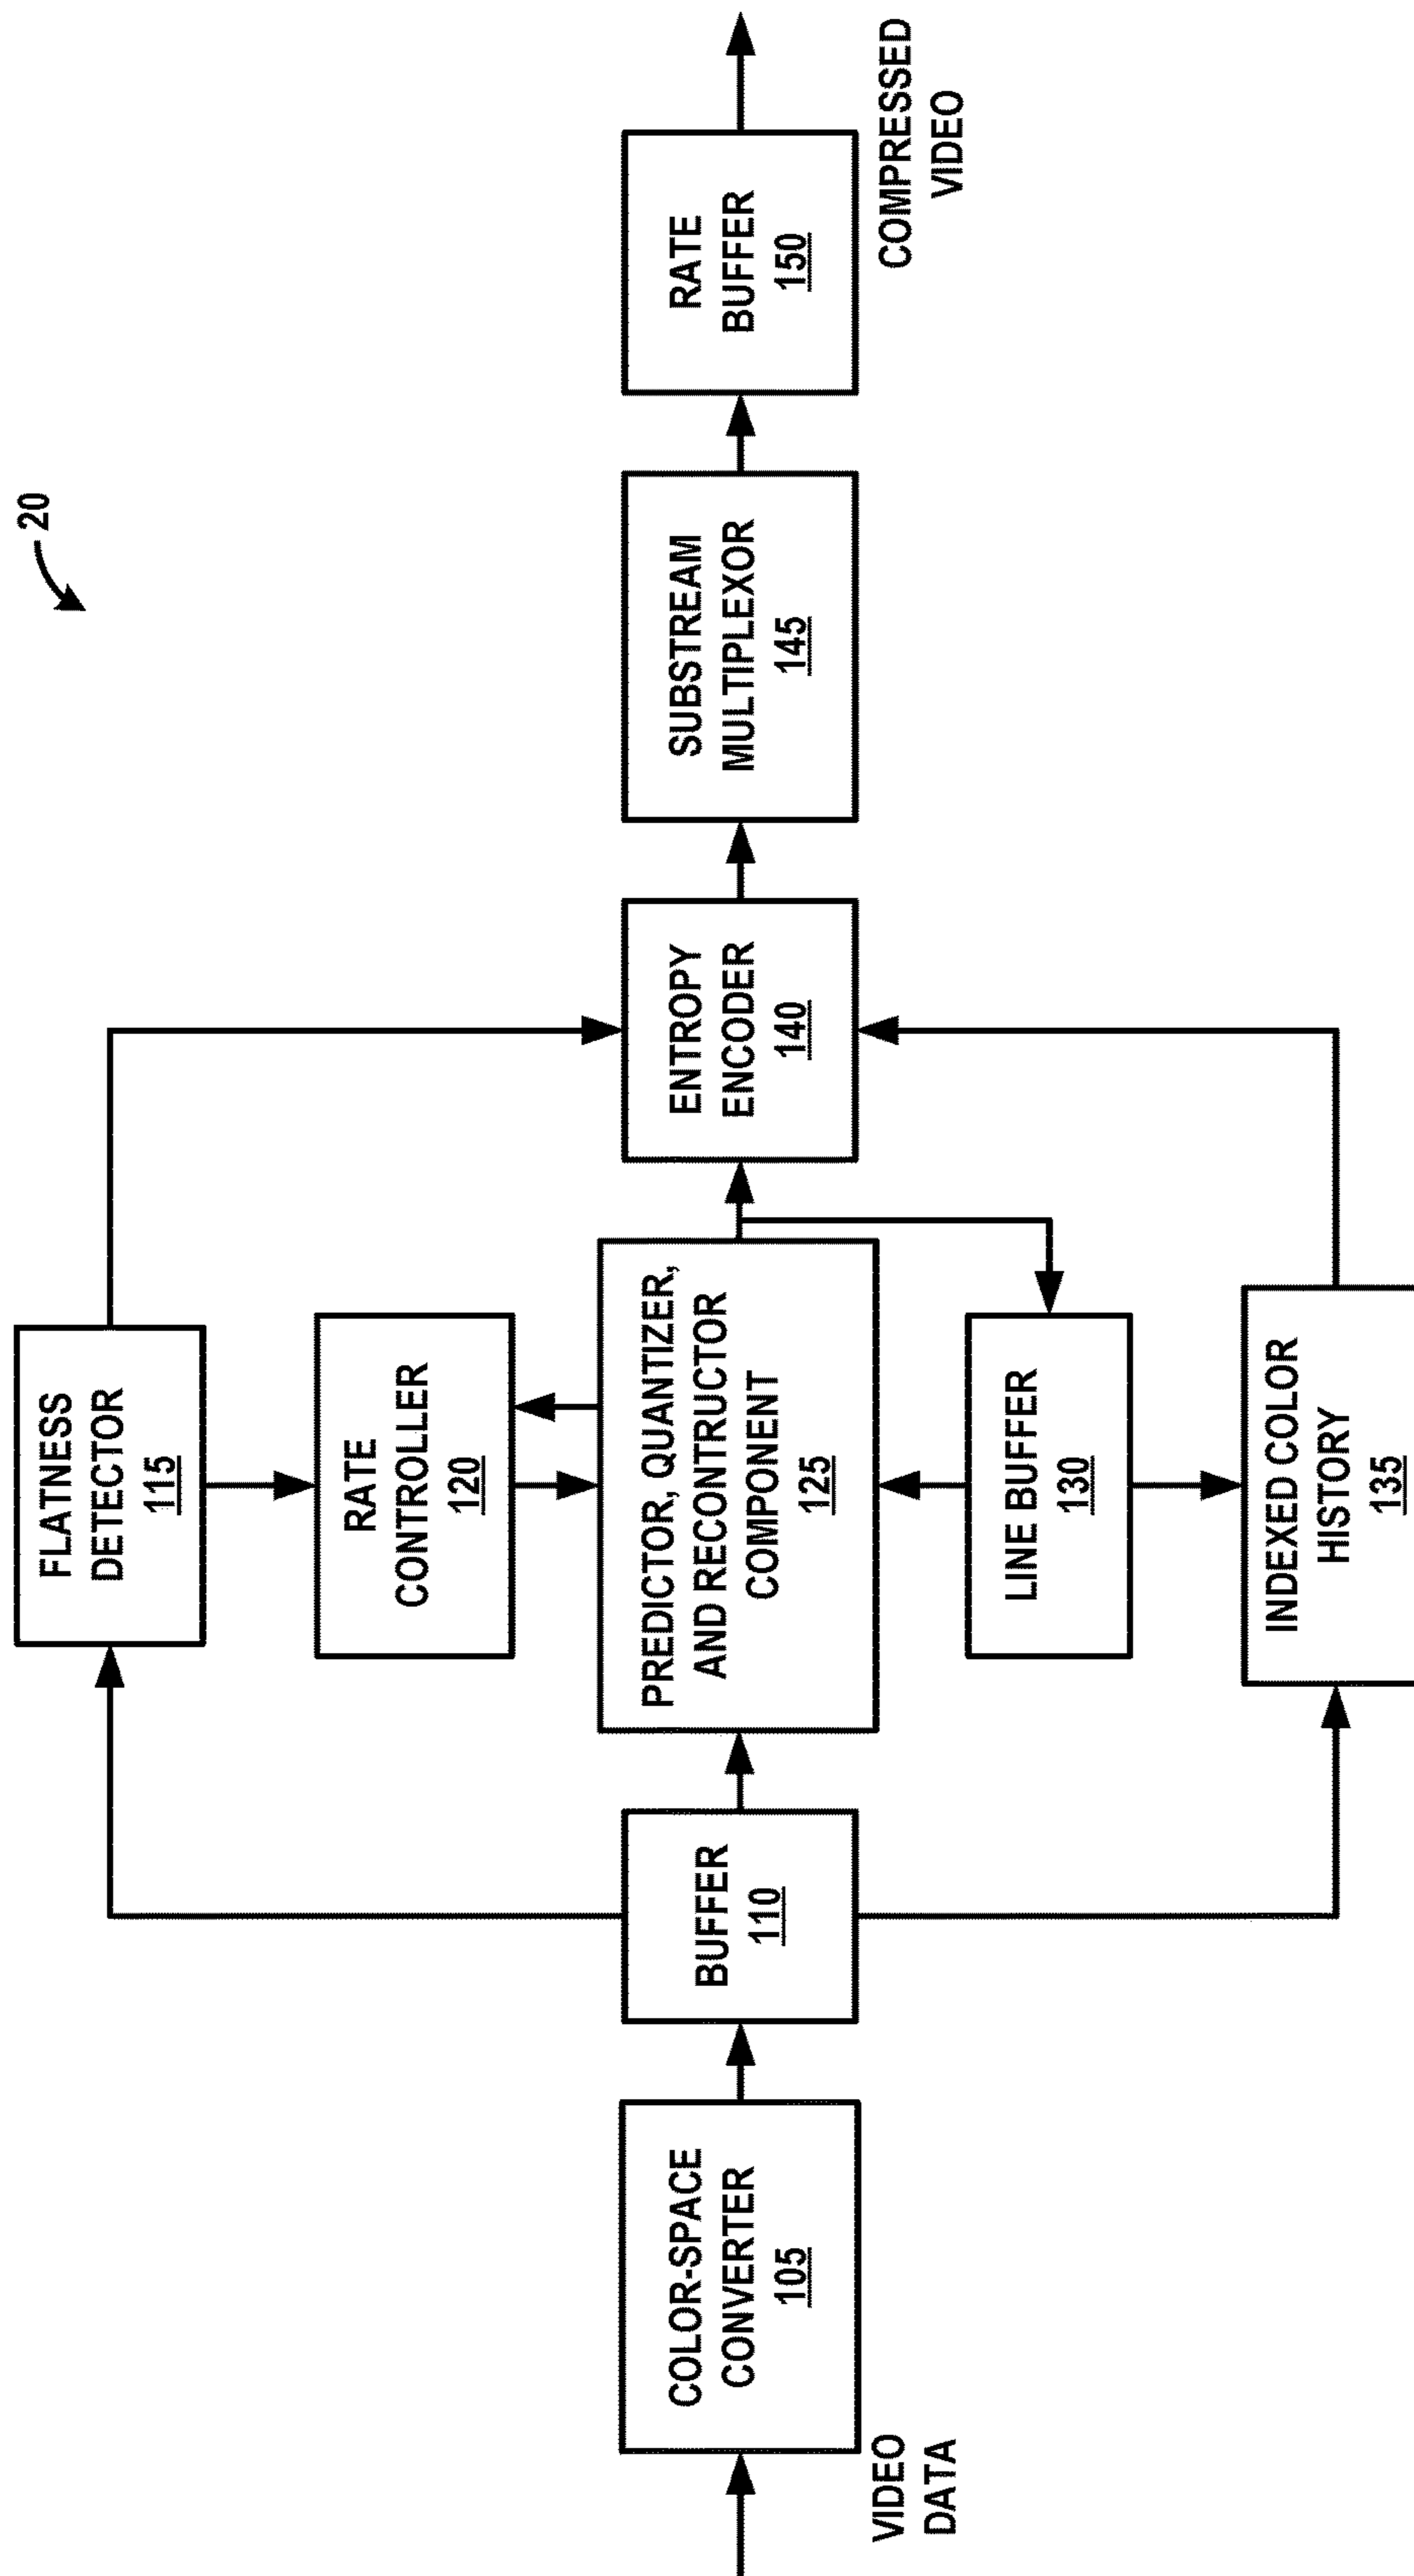 20
FLATNESS
DETECTOR
115
RATE
CONTROLLER
120
VIDEO
DATA
COLOR-SPACE
CONVERTER
105
BUFFER
110
PREDICTOR, QUANTIZER,
AND RECONTRUCTOR
COMPONENT
125
ENTROPY
ENCODER
140
SUBSTREAM
MULTIPLEXOR
145
RATE
BUFFER
150
COMPRESSED
VIDEO
LINE BUFFER
130
INDEXED COLOR
HISTORY
135